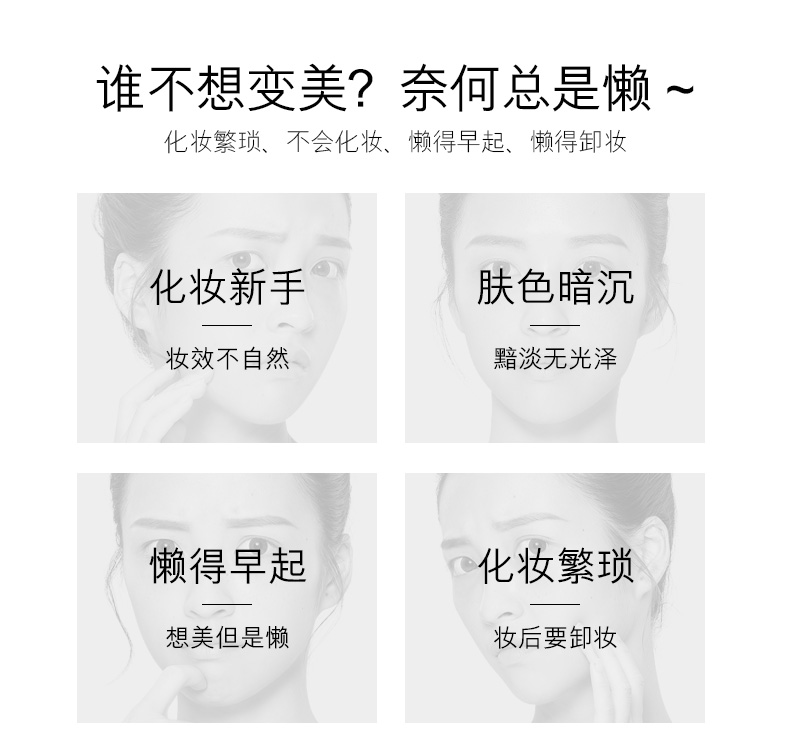 谁不想变美？奈何总是懒～
化妆繁琐、不会化妆、懒得早起、懒得卸妆
化妆新手
妆效不自然
肤色暗沉
黯淡无光泽
懒得早起
想美但是懒
化妆繁琐
妆后要卸妆